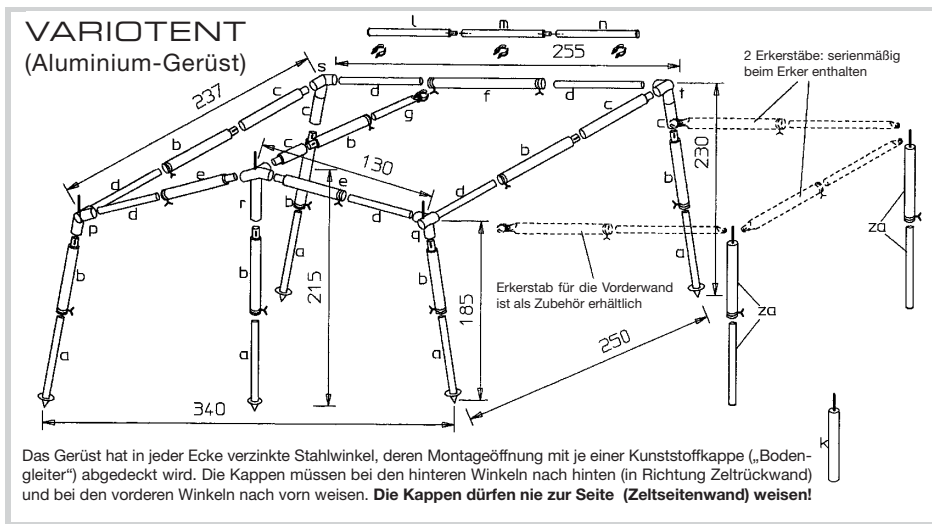 VARIOTENT
(Aluminium-Gerüst)
l
m
n
255
s
d
f
d
t
2 Erkerstäbe: serienmäßig
beim Erker enthalten
237
c
c
g
c
c
b
c
b
b
130
230
d
e
e
b
d
b
d
d
p
r
b
q
za
a
a
b
b
b
215
185
Erkerstab für die Vorderwand
ist als Zubehör erhältlich
za
a
a
a
250
340
k
Das Gerüst hat in jeder Ecke verzinkte Stahlwinkel, deren Montageöffnung mit je einer Kunststoffkappe („Boden-
gleiter“) abgedeckt wird. Die Kappen müssen bei den hinteren Winkeln nach hinten (in Richtung Zeltrückwand)
und bei den vorderen Winkeln nach vorn weisen. Die Kappen dürfen nie zur Seite (Zeltseitenwand) weisen!